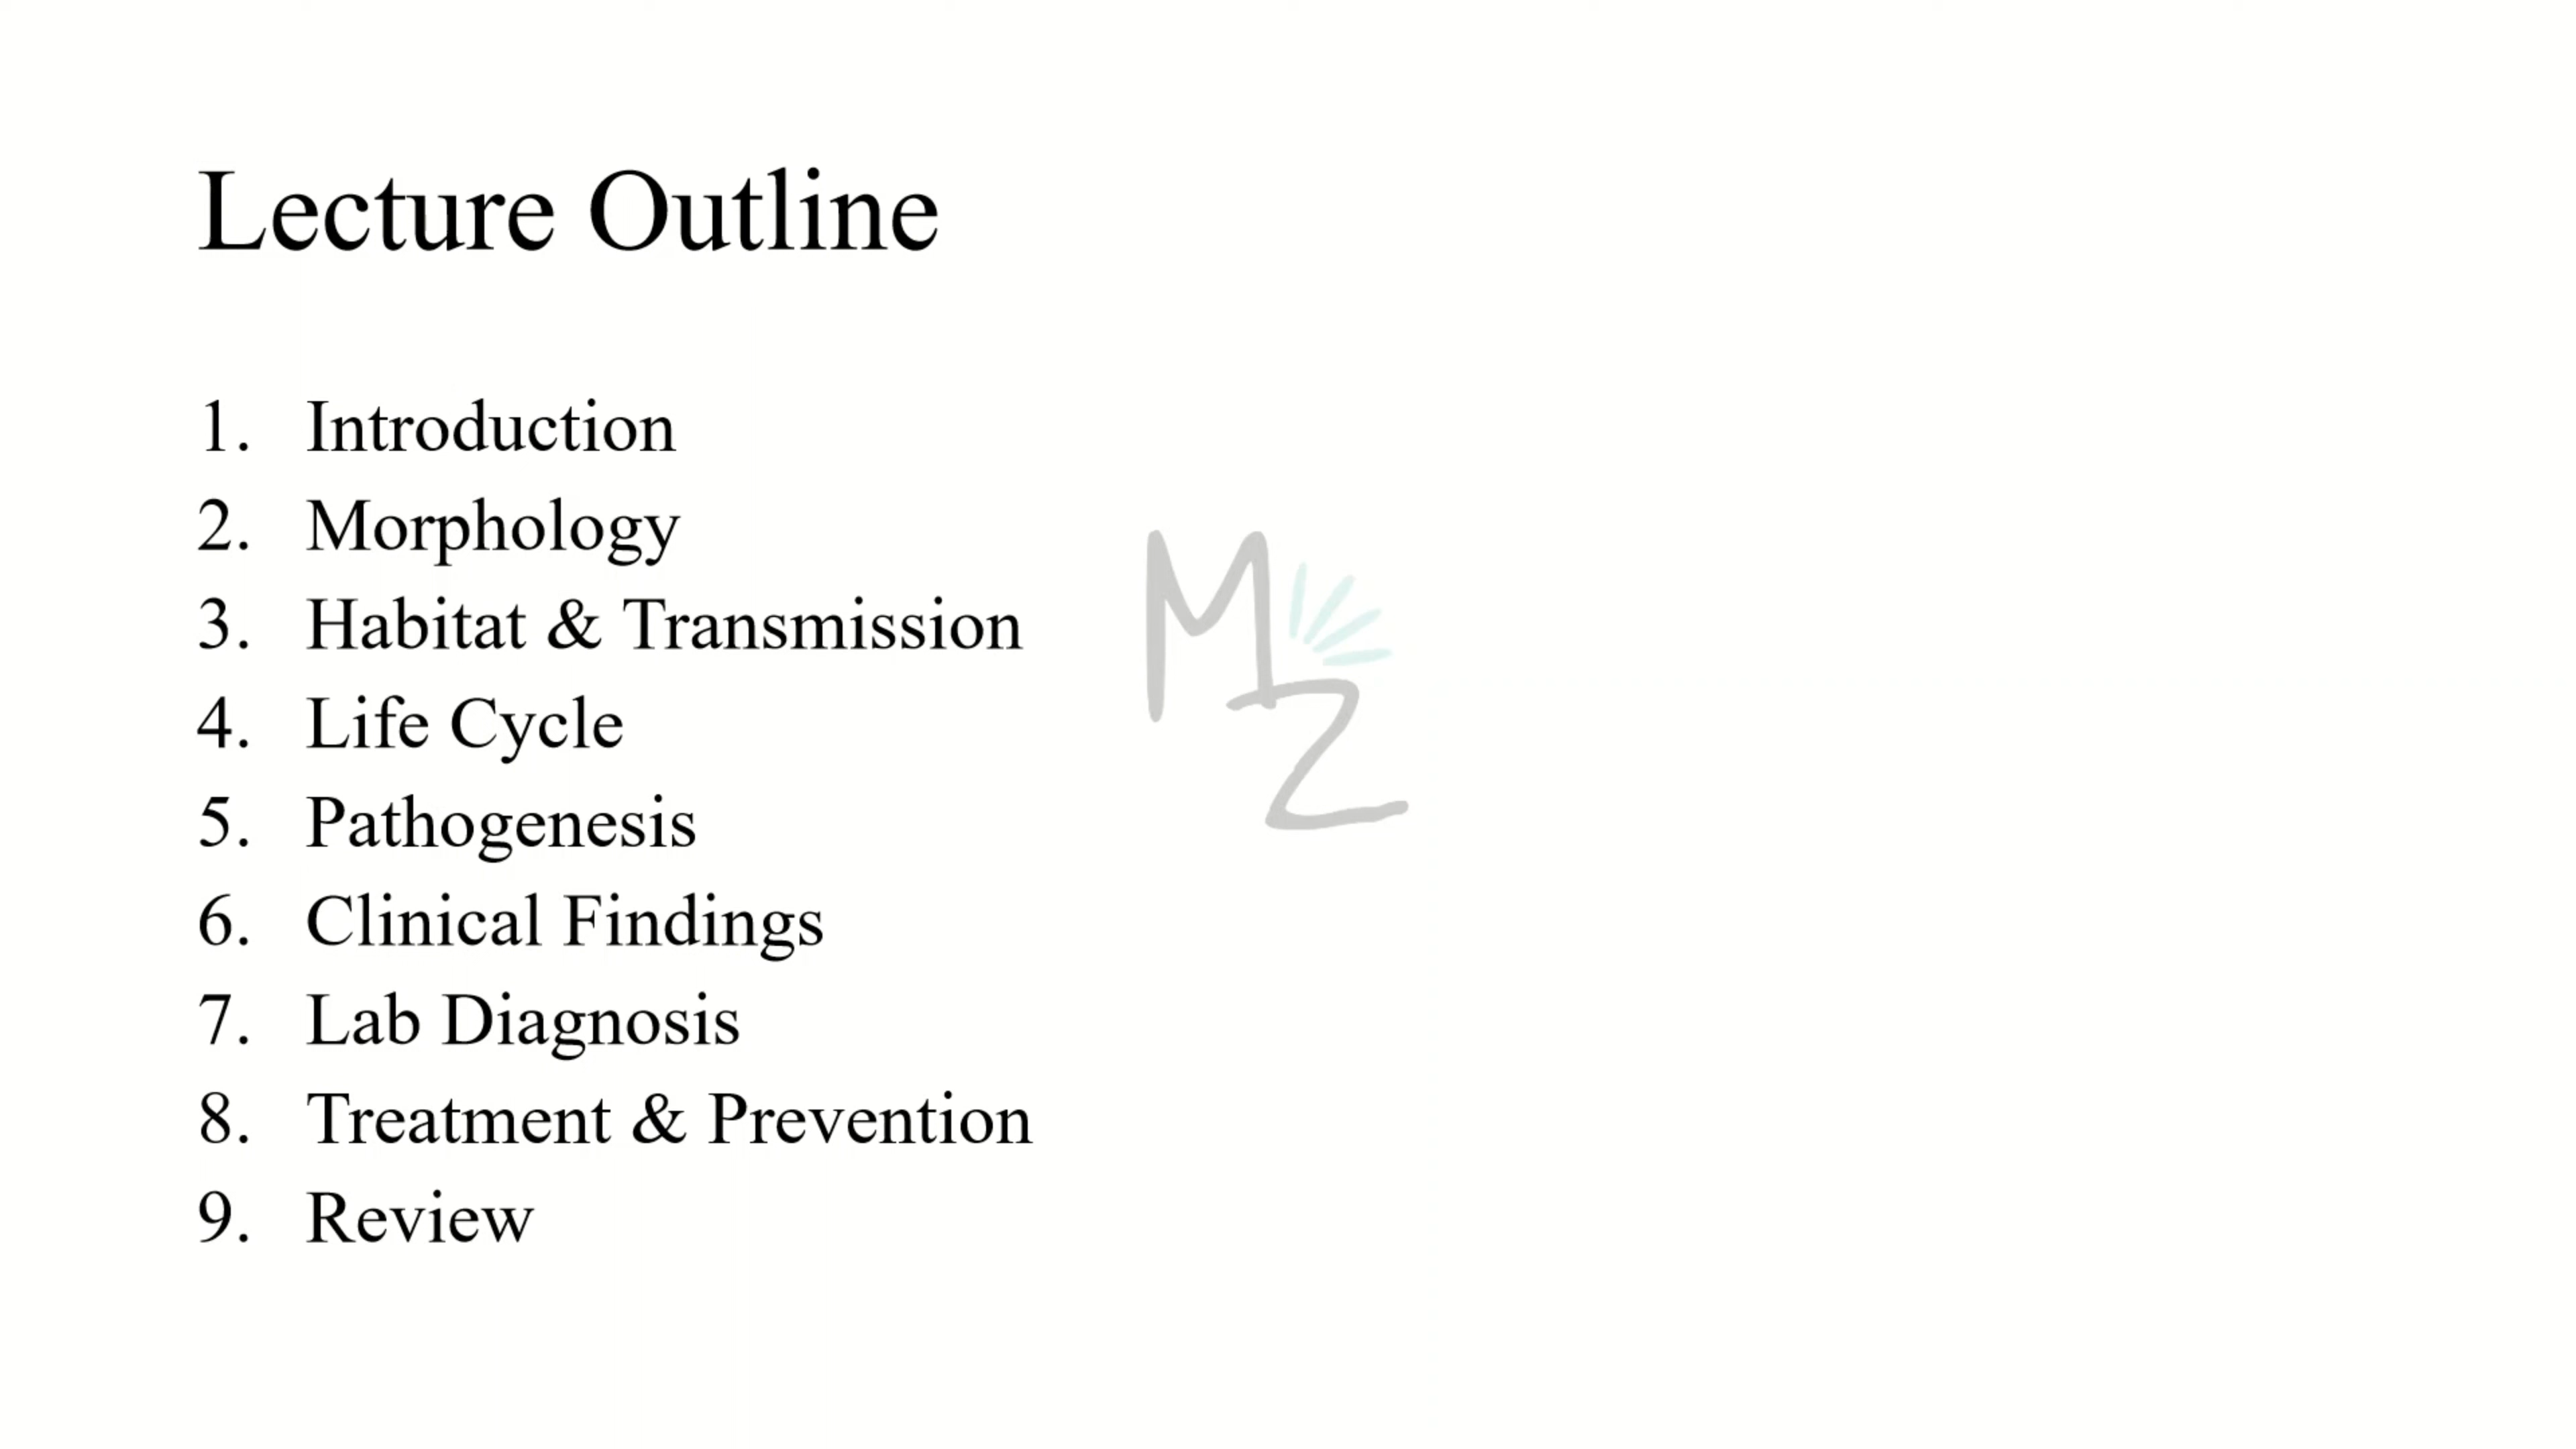 Lecture Outline
1. Introduction
2. Morphology
3. Habitat & Transmission
4. Life Cycle
5. Pathogenesis
6. Clinical Findings
7. Lab Diagnosis
8. Treatment & Prevention
9. Review
MZ